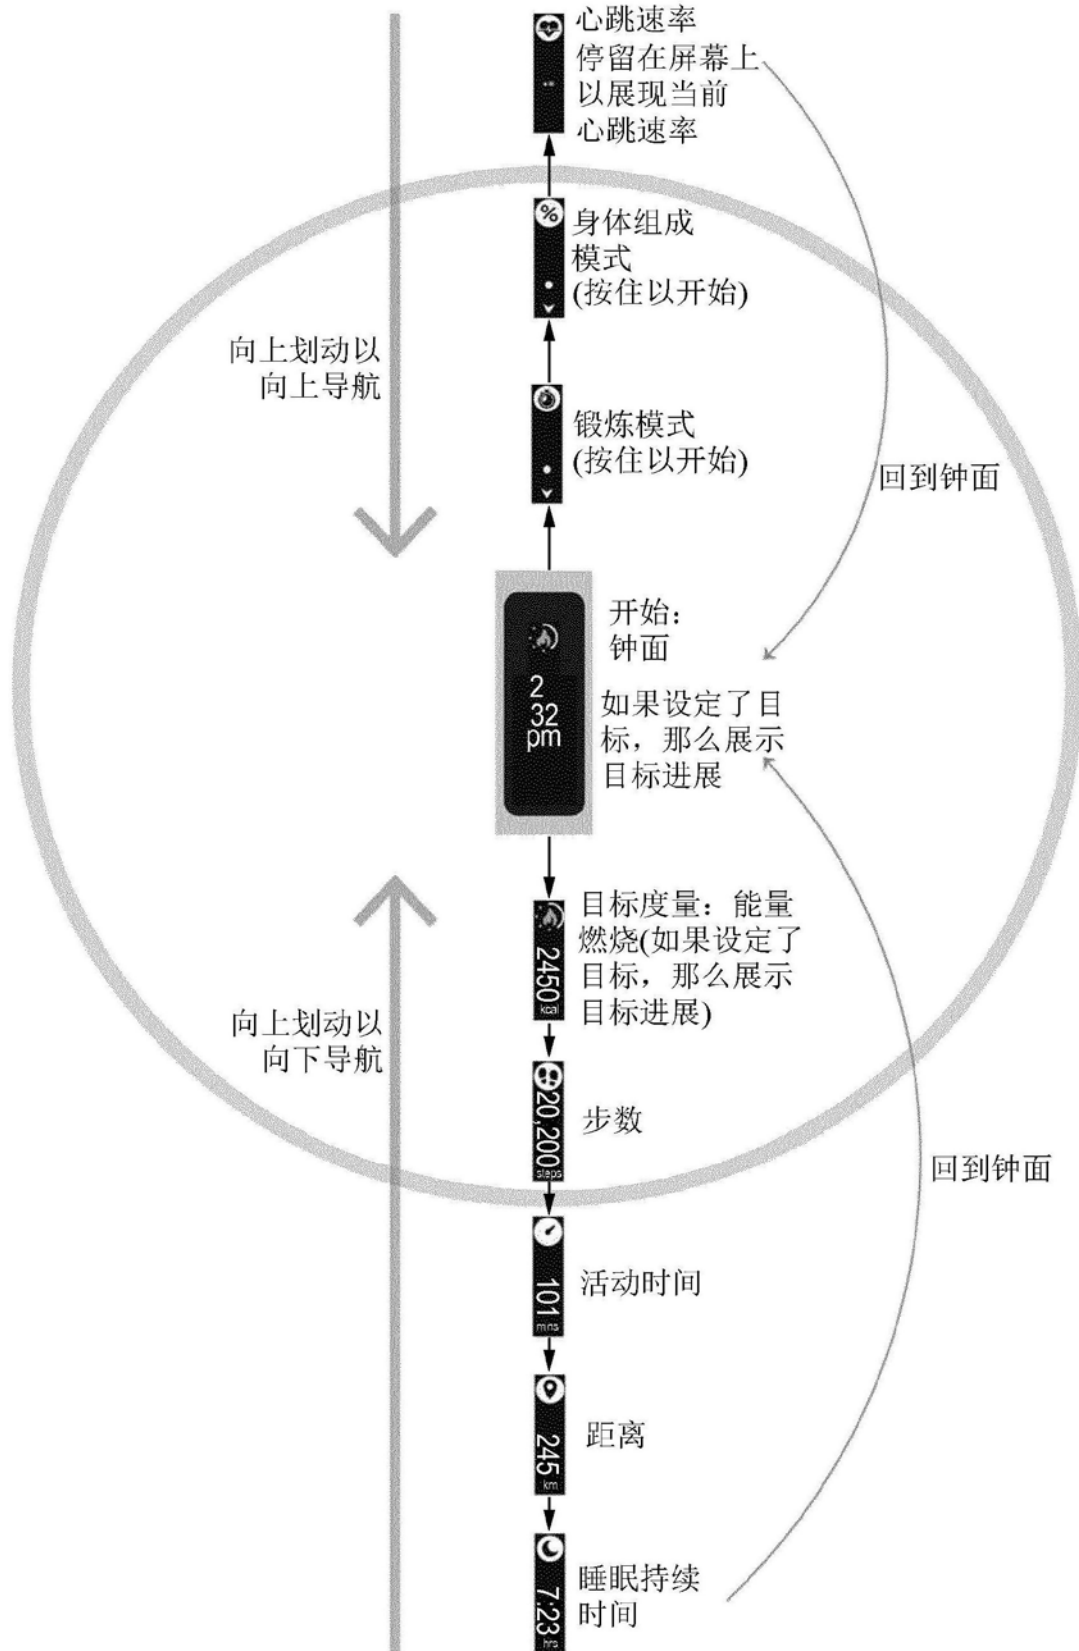 心跳速率
停留在屏幕上
以展现当前
心跳速率
%
身体组成
模式
(按住以开始)
向上划动以
向上导航
锻炼模式
(按住以开始)
回到钟面
开始：
钟面
2
32
pm
如果设定了目
标，那么展示
目标进展
2450
kcal
目标度量：能量
燃烧(如果设定了
目标，那么展示
目标进展)
向上划动以
向下导航
20,200
steps
步数
回到钟面
101
mins
活动时间
245
km
距离
7:23
hrs
睡眠持续
时间